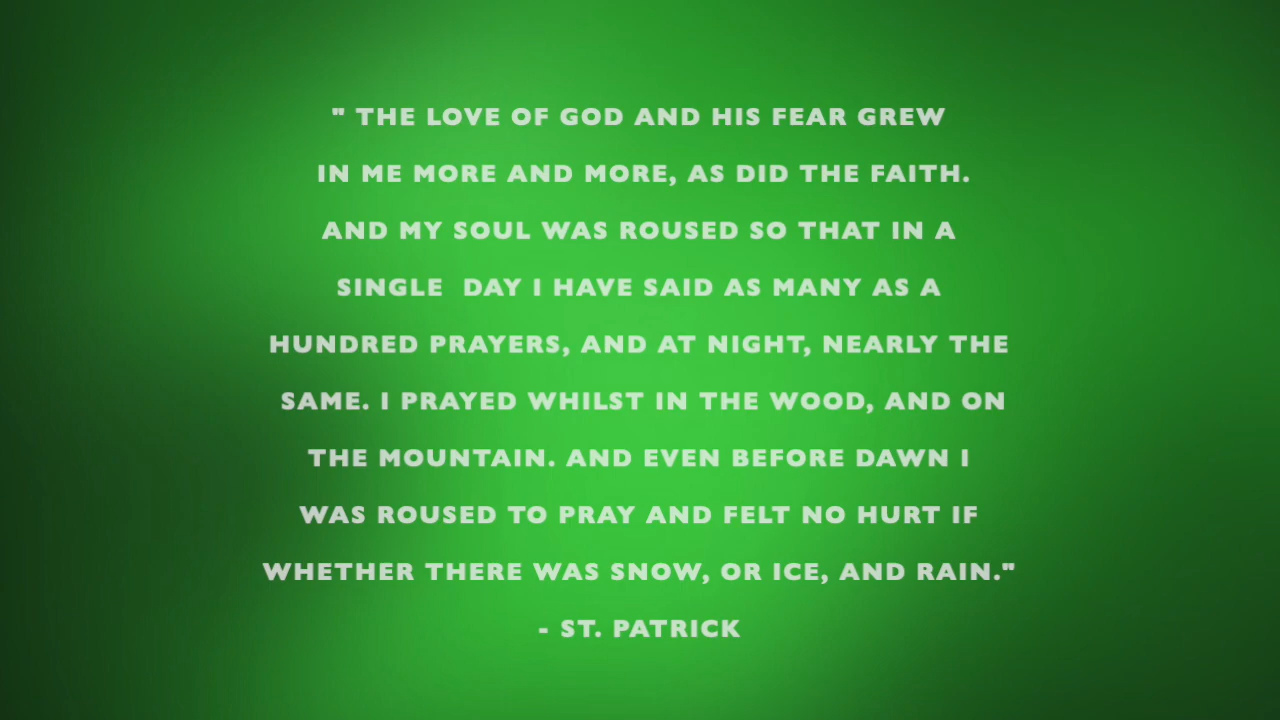 " THE LOVE OF GOD AND HIS FEAR GREW
IN ME MORE AND MORE, AS DID THE FAITH.
AND MY SOUL WAS ROUSED SO THAT IN A
SINGLE  DAY I HAVE SAID AS MANY AS A
HUNDRED PRAYERS, AND AT NIGHT, NEARLY THE
SAME. I PRAYED WHILST IN THE WOOD, AND ON
THE MOUNTAIN. AND EVEN BEFORE DAWN I
WAS ROUSED TO PRAY AND FELT NO HURT IF
WHETHER THERE WAS SNOW, OR ICE, AND RAIN."
- ST. PATRICK